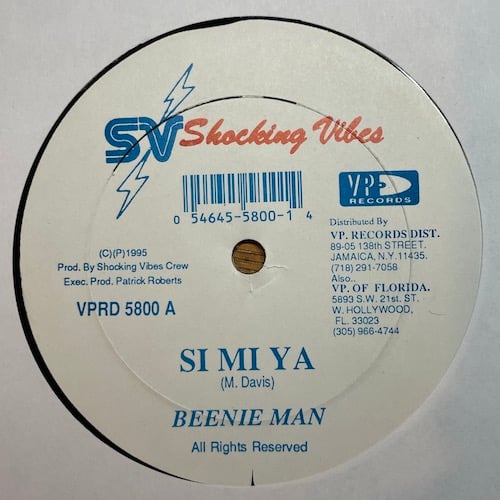 SV Shocking Vibes
VP
RECORDS
0 54645-5800-1 4
Distributed By
VP. RECORDS DIST.
89-05 138th STREET.
JAMAICA, N.Y. 11435.
(718) 291-7058
Also..
VP. OF FLORIDA.
5893 S.W. 21st. ST.
W. HOLLYWOOD,
FL. 33023
(305) 966-4744
(C)(P)1995
Prod. By Shocking Vibes Crew
Exec. Prod. Patrick Roberts
VPRD 5800 A
SI MI YA
(M. Davis)
BEENIE MAN
All Rights Reserved